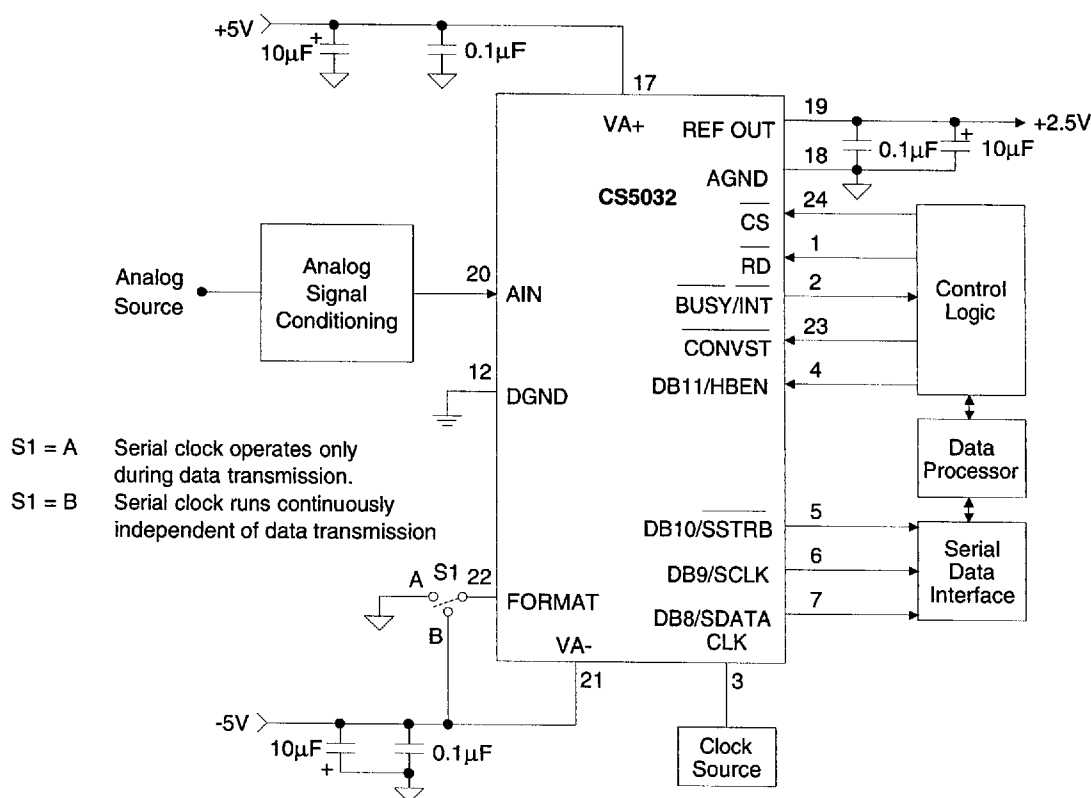 +5V
+
10μF
0.1μF
17
VA+
19
REF OUT
+2.5V
0.1μF
+
10μF
18
AGND
CS5032
24
CS
1
RD
2
BUSY/INT
23
CONVST
4
DB11/HBEN
Control
Logic
Analog
Source
Analog
Signal
Conditioning
20
AIN
12
DGND
S1 = A Serial clock operates only
during data transmission.
S1 = B Serial clock runs continuously
independent of data transmission
Data
Processor
5
DB10/SSTRB
6
DB9/SCLK
7
DB8/SDATA
Serial
Data
Interface
A
S1
22
FORMAT
B
VA-
21
CLK
3
-5V
10μF
+
0.1μF
Clock
Source